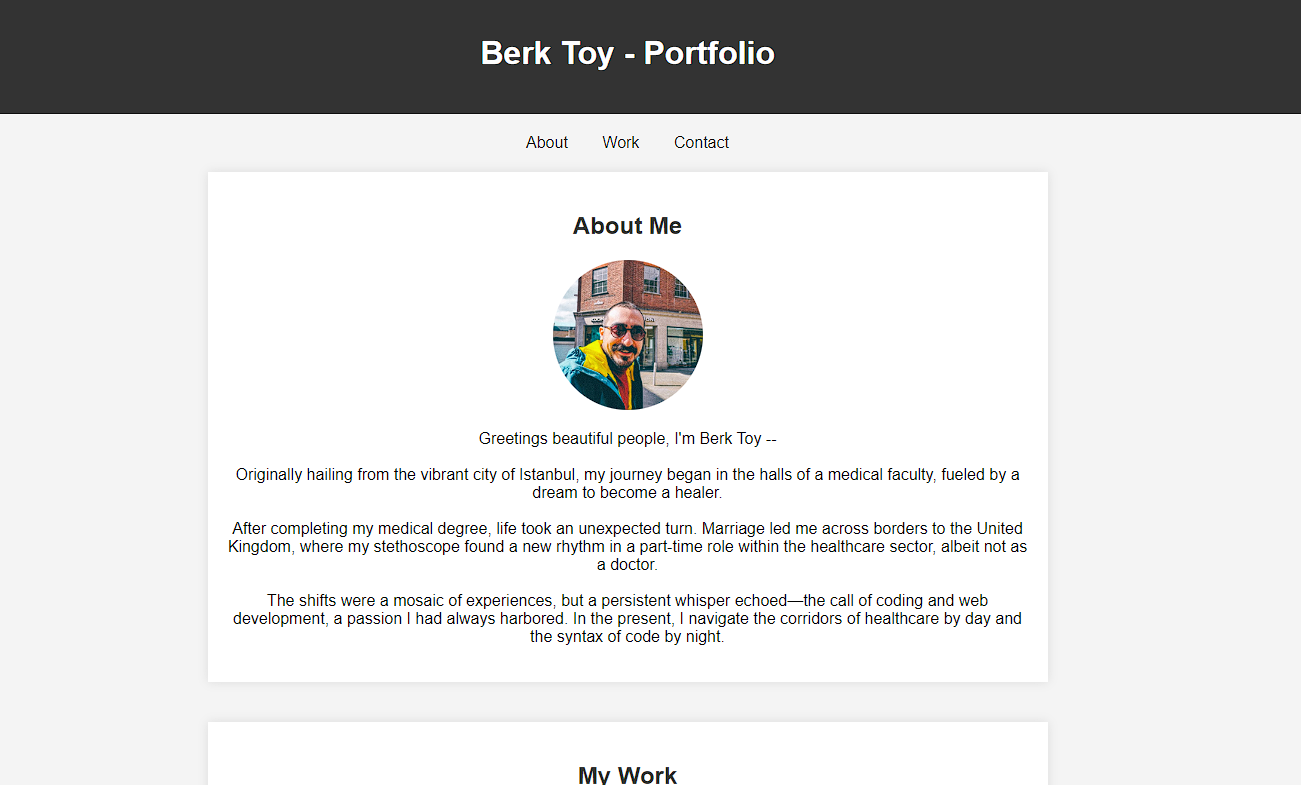 Berk Toy - Portfolio
About Work Contact
About Me
Greetings beautiful people, I'm Berk Toy --
Originally hailing from the vibrant city of Istanbul, my journey began in the halls of a medical faculty, fueled by a
dream to become a healer.
After completing my medical degree, life took an unexpected turn. Marriage led me across borders to the United
Kingdom, where my stethoscope found a new rhythm in a part-time role within the healthcare sector, albeit not as
a doctor.
The shifts were a mosaic of experiences, but a persistent whisper echoed—the call of coding and web
development, a passion I had always harbored. In the present, I navigate the corridors of healthcare by day and
the syntax of code by night.
My Work